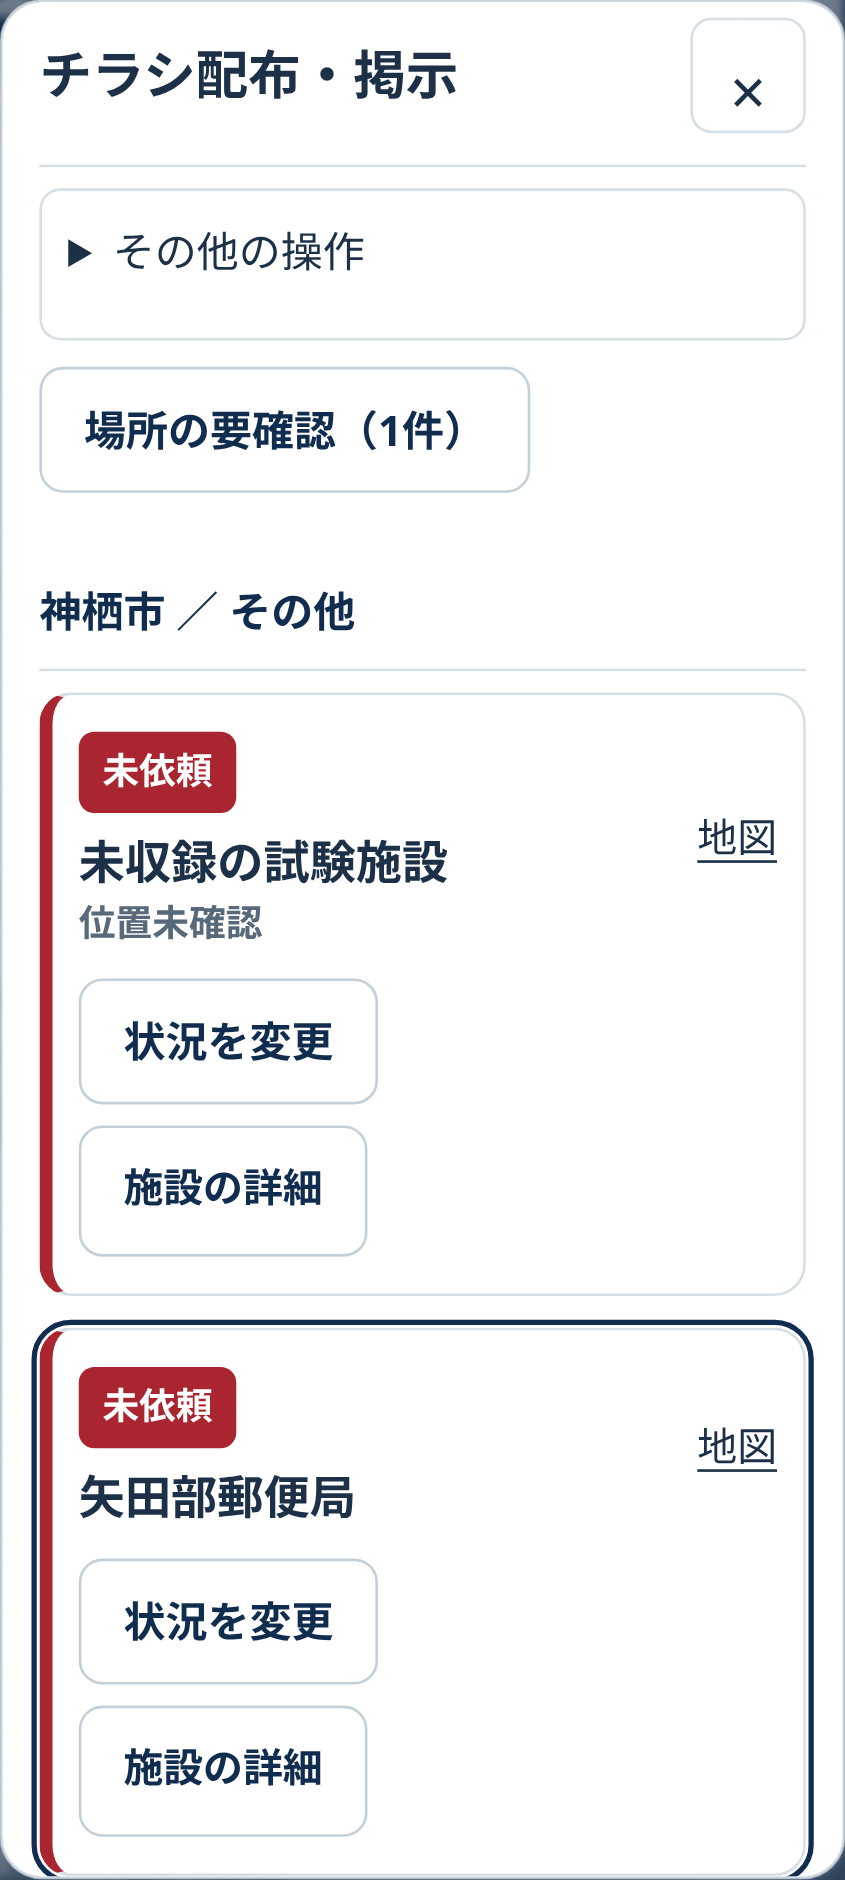 チラシ配布・掲示
×
▶ その他の操作
場所の要確認（1件）
神栖市 ／ その他
未依頼
未収録の試験施設
地図
位置未確認
状況を変更
施設の詳細
未依頼
地図
矢田部郵便局
状況を変更
施設の詳細